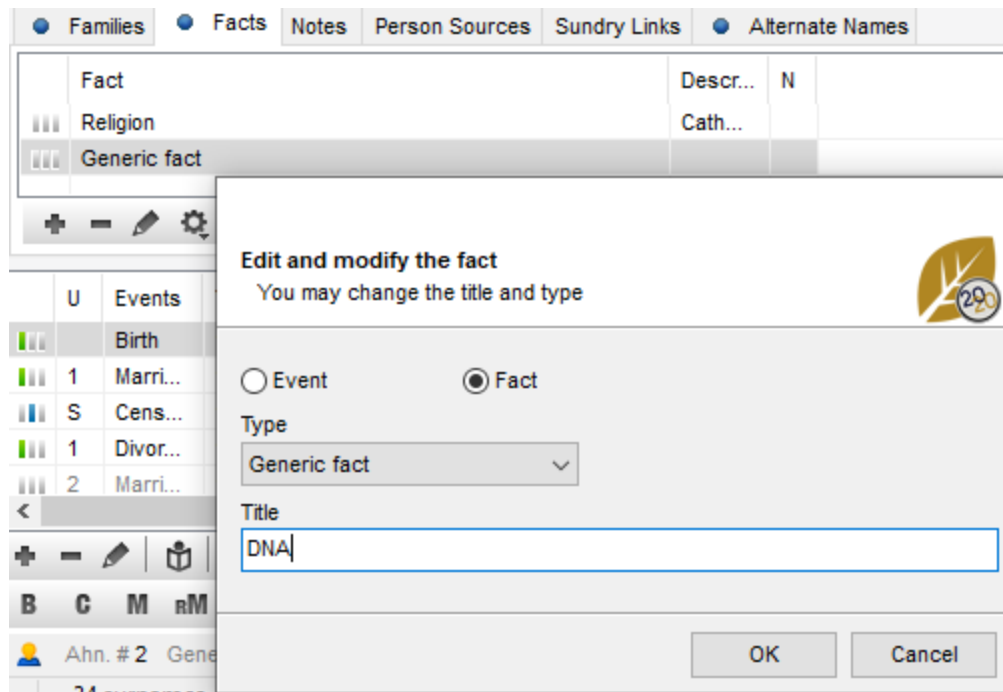 Families Facts Notes Person Sources Sundry Links Alternate Names
Fact Descr... N
Religion Cath...
Generic fact
Edit and modify the fact
You may change the title and type
2020
U Events
Birth
1 Marri...
S Cens...
1 Divor...
2 Marri...
Event Fact
Type
Generic fact
Title
DNA
B C M RM
Ahn. # 2 Gene
OK Cancel